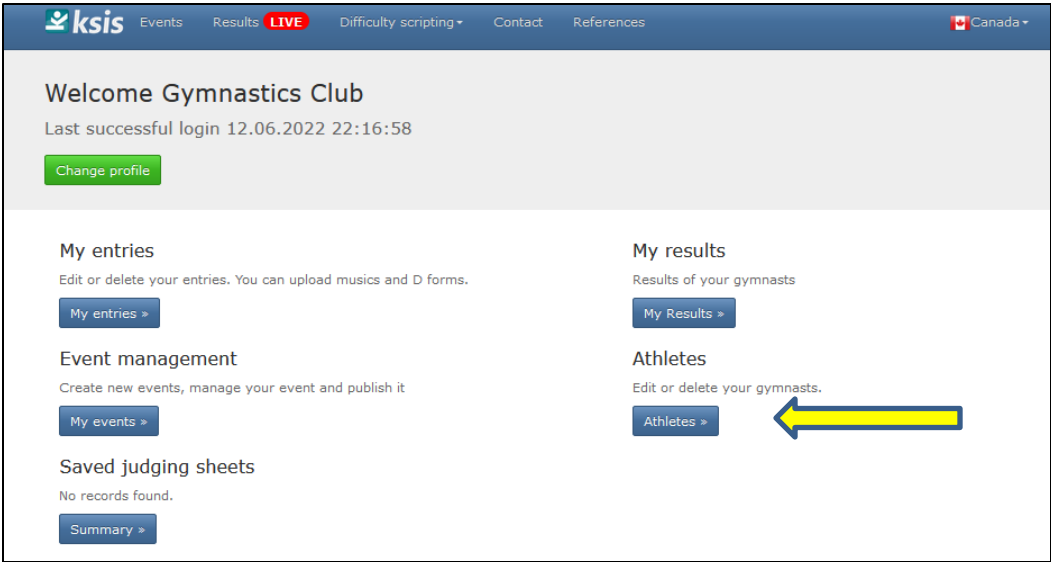 ksis Events Results LIVE Difficulty scripting Contact References Canada
Welcome Gymnastics Club
Last successful login 12.06.2022 22:16:58
Change profile
My entries
Edit or delete your entries. You can upload musics and D forms.
My entries »
My results
Results of your gymnasts
My Results »
Event management
Create new events, manage your event and publish it
My events »
Athletes
Edit or delete your gymnasts.
Athletes »
Saved judging sheets
No records found.
Summary »